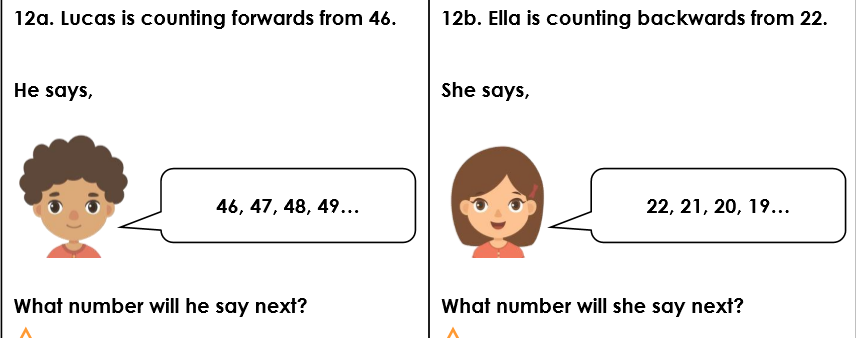 12a. Lucas is counting forwards from 46.
He says,
46, 47, 48, 49...
What number will he say next?
12b. Ella is counting backwards from 22.
She says,
22, 21, 20, 19...
What number will she say next?